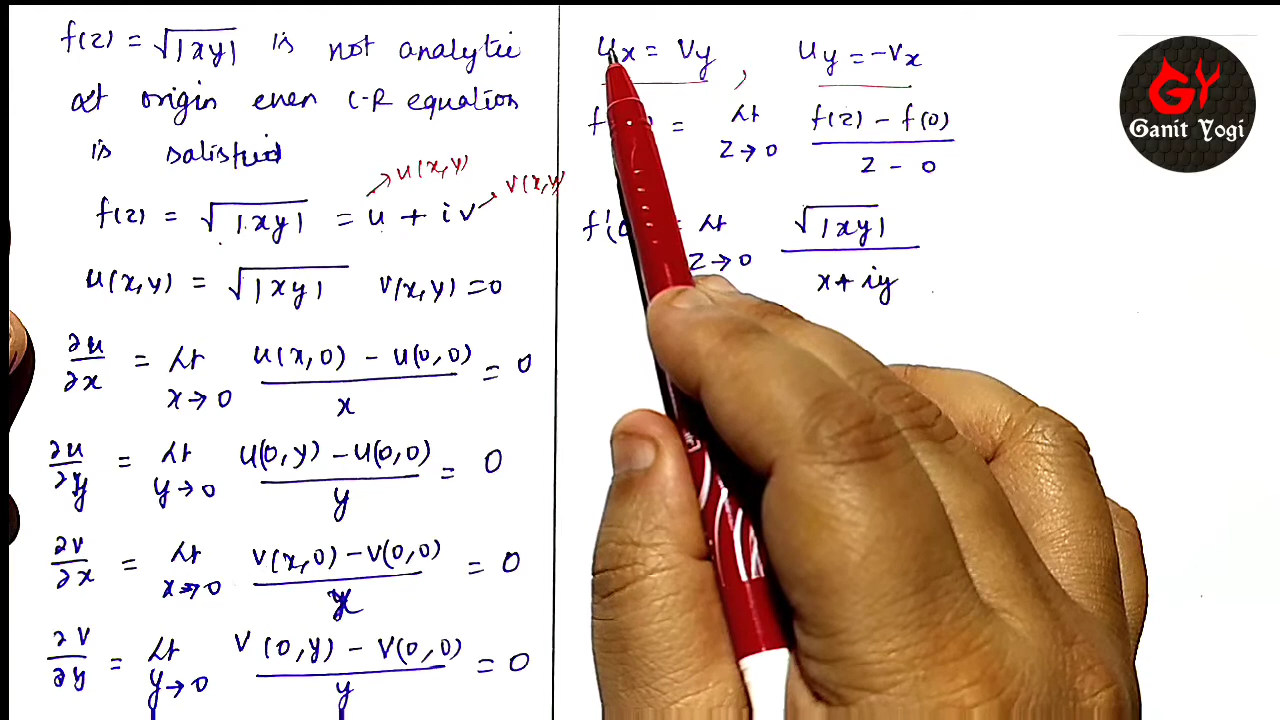 f(z) = √|xy| is not analytic
at origin even C-R equation
is satisfied
f(z) = √|xy| = u + iv
→ u(x,y)
→ v(x,y)
u(x,y) = √|xy| v(x,y) = 0
∂u/∂x = Lt x→0 (u(x,0) - u(0,0))/x = 0
∂u/∂y = Lt y→0 (u(0,y) - u(0,0))/y = 0
∂v/∂x = Lt x→0 (v(x,0) - v(0,0))/x = 0
∂v/∂y = Lt y→0 (v(0,y) - v(0,0))/y = 0
ux = vy , uy = -vx
= Lt z→0 (f(z) - f(0))/(z - 0)
f'(0) = Lt z→0 √|xy|/(x + iy)
GY
Ganit Yogi